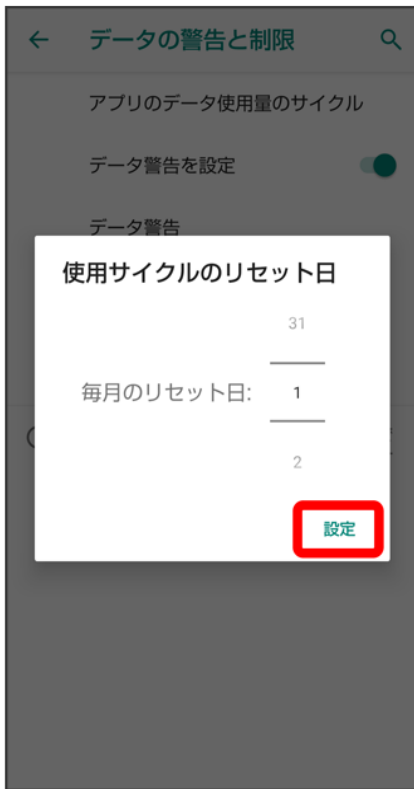 データの警告と制限
アプリのデータ使用量のサイクル
データ警告を設定
データ警告
使用サイクルのリセット日
31
毎月のリセット日: 1
2
設定